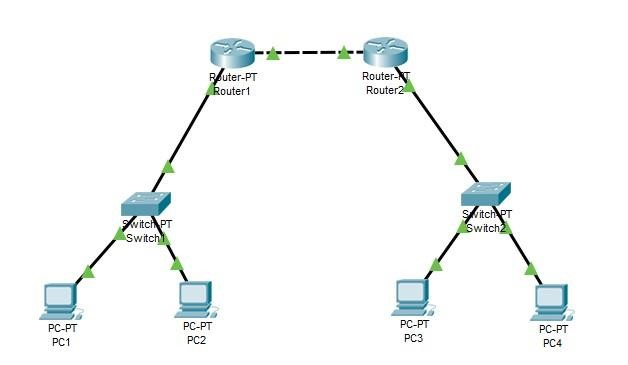 Router-PT
Router1
Router-PT
Router2
Switch-PT
Switch1
Switch-PT
Switch2
PC-PT
PC1
PC-PT
PC2
PC-PT
PC3
PC-PT
PC4